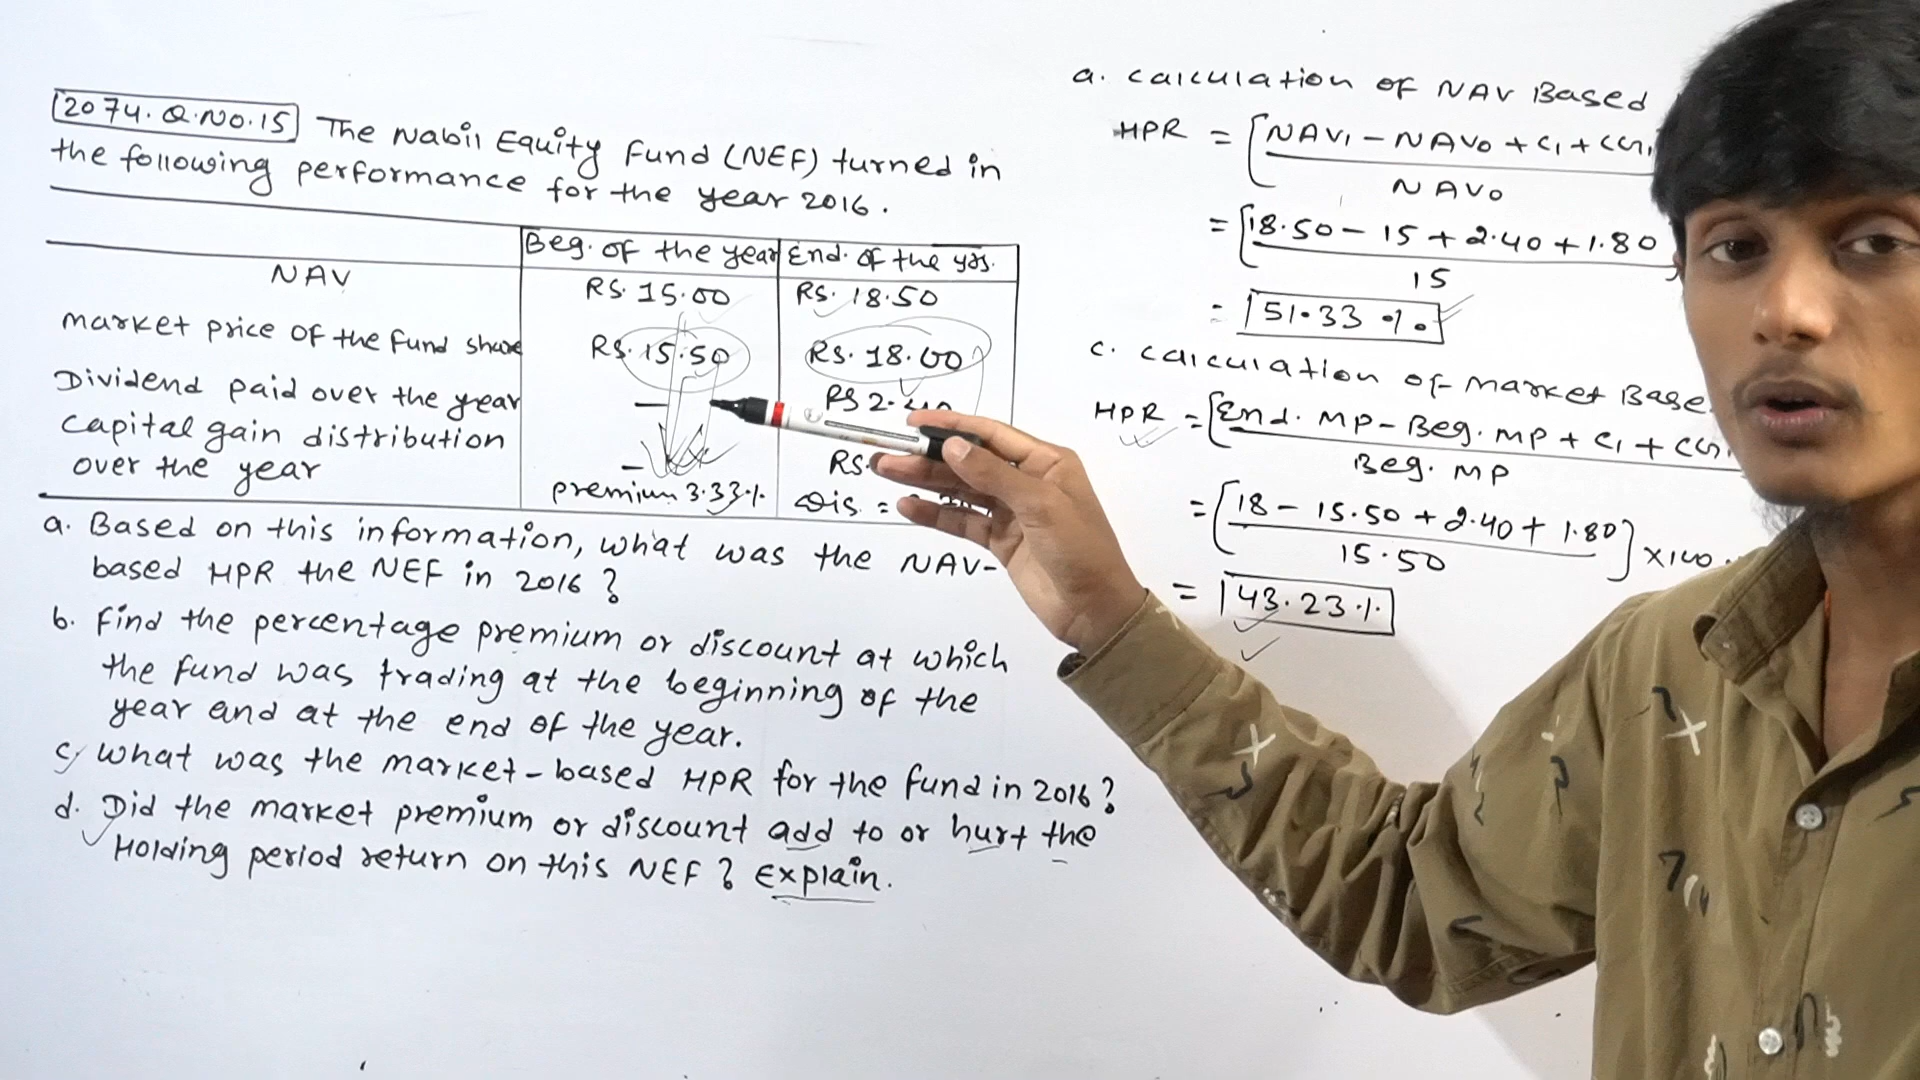 2074. Q.NO.15 The Nabil Equity Fund (NEF) turned in
the following performance for the year 2016.
Beg. of the year End. of the yrs.
NAV Rs. 15.00 Rs. 18.50
market price of the fund share Rs. 15.50 Rs. 18.00
Dividend paid over the year — Rs 2.40
capital gain distribution
over the year — Rs.
premium 3.33% Dis =
a. Based on this information, what was the NAV-
based HPR the NEF in 2016?
b. Find the percentage premium or discount at which
the fund was trading at the beginning of the
year and at the end of the year.
c, what was the market-based HPR for the fund in 2016?
d. Did the market premium or discount add to or hurt the
Holding period return on this NEF? Explain.
a. calculation of NAV Based
HPR = [NAV1 - NAV0 + C1 + CG1
NAV0
= [18.50 - 15 + 2.40 + 1.80
15
= 51.33 %
c. calculation of market Base
HPR = [End. MP - Beg. MP + C1 + CG1
Beg. MP
= [18 - 15.50 + 2.40 + 1.80] x100
15.50
= 43.23%